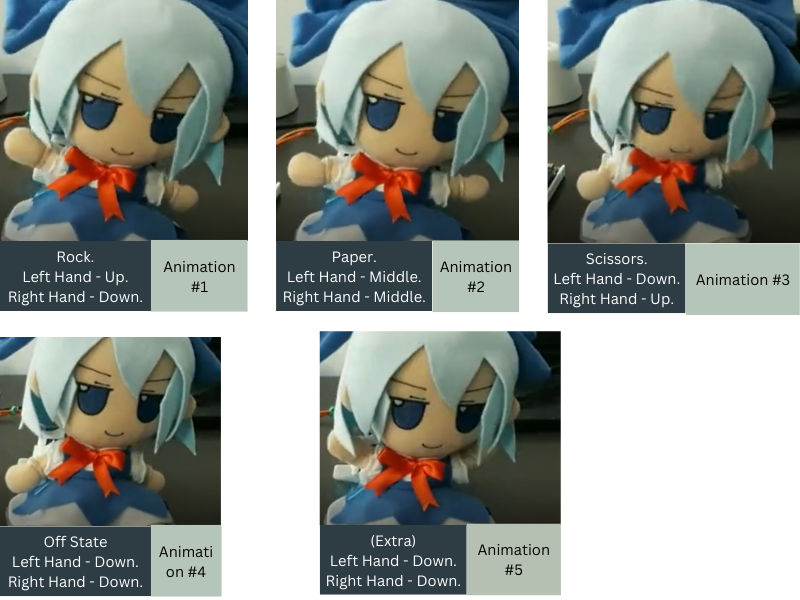 Rock.
Left Hand - Up.
Right Hand - Down.
Animation
#1
Paper.
Left Hand - Middle.
Right Hand - Middle.
Animation
#2
Scissors.
Left Hand - Down.
Right Hand - Up.
Animation #3
Off State
Left Hand - Down.
Right Hand - Down.
Animati
on #4
(Extra)
Left Hand - Down.
Right Hand - Down.
Animation
#5